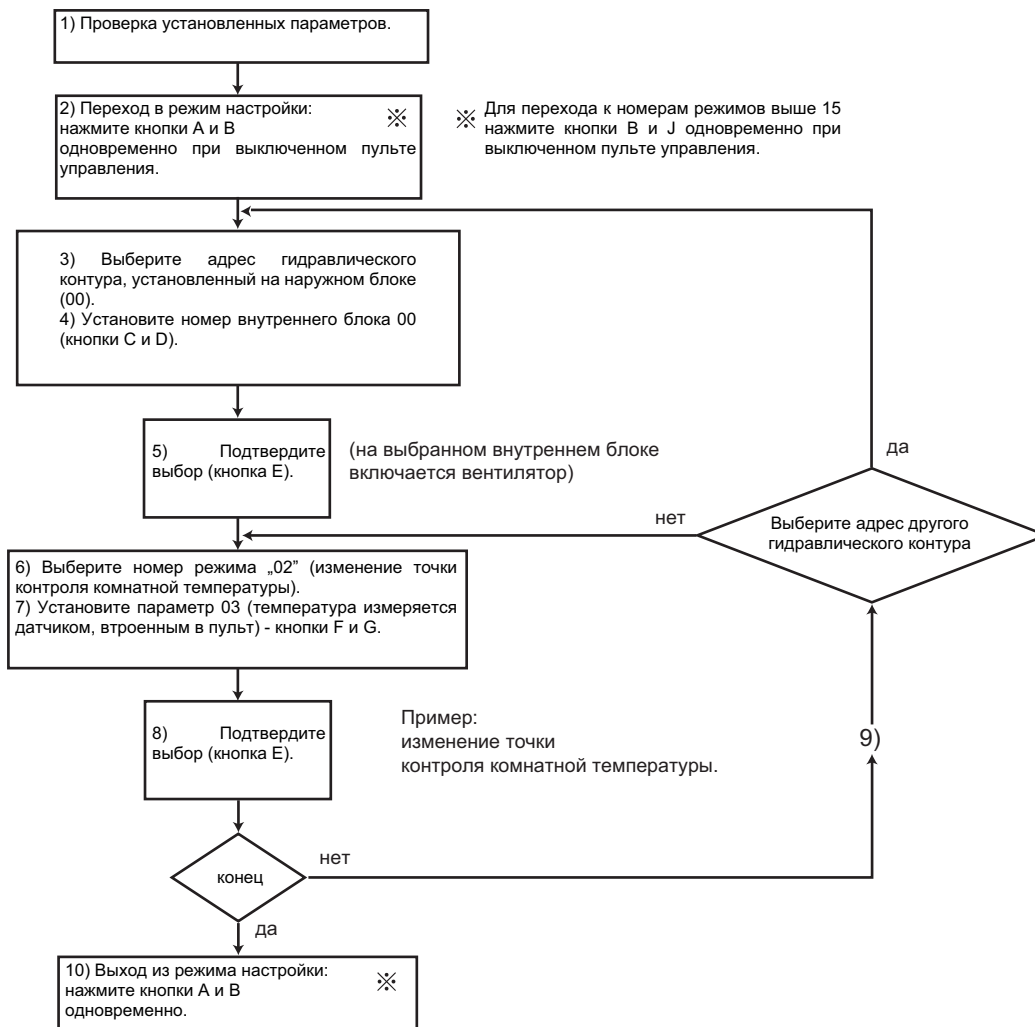 1) Проверка установленных параметров.
2) Переход в режим настройки: ※
нажмите кнопки А и В
одновременно при выключенном пульте
управления.
※ Для перехода к номерам режимов выше 15
нажмите кнопки В и J одновременно при
выключенном пульте управления.
3) Выберите адрес гидравлического
контура, установленный на наружном блоке
(00).
4) Установите номер внутреннего блока 00
(кнопки С и D).
5) Подтвердите
выбор (кнопка Е).
(на выбранном внутреннем блоке
включается вентилятор)
да
нет
Выберите адрес другого
гидравлического контура
6) Выберите номер режима „02” (изменение точки
контроля комнатной температуры).
7) Установите параметр 03 (температура измеряется
датчиком, втроенным в пульт) - кнопки F и G.
8) Подтвердите
выбор (кнопка Е).
Пример:
изменение точки
контроля комнатной температуры.
9)
конец
нет
да
10) Выход из режима настройки: ※
нажмите кнопки А и В
одновременно.